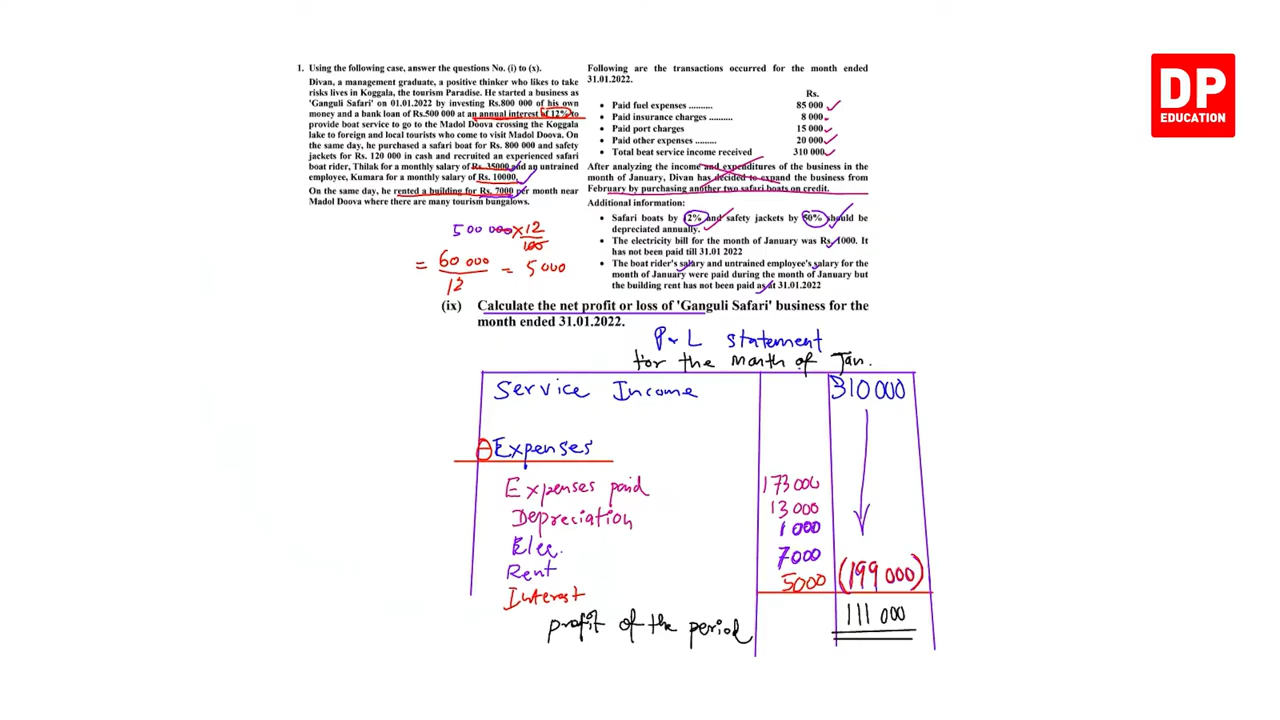 DP
EDUCATION
1. Using the following case, answer the questions No. (i) to (x).
Divan, a management graduate, a positive thinker who likes to take
risks lives in Koggala, the tourism Paradise. He started a business as
'Ganguli Safari' on 01.01.2022 by investing Rs.800 000 of his own
money and a bank loan of Rs.500 000 at an annual interest of 12% to
provide boat service to go to the Madol Doova crossing the Koggala
lake to foreign and local tourists who come to visit Madol Doova. On
the same day, he purchased a safari boat for Rs. 800 000 and safety
jackets for Rs. 120 000 in cash and recruited an experienced safari
boat rider, Thilak for a monthly salary of Rs. 35000 and an untrained
employee, Kumara for a monthly salary of Rs. 10000.
On the same day, he rented a building for Rs. 7000 per month near
Madol Doova where there are many tourism bungalows.
500 000 × 12
100
= 60 000 = 5000
12
Following are the transactions occurred for the month ended
31.01.2022.
Rs.
• Paid fuel expenses .......... 85 000
• Paid insurance charges .......... 8 000
• Paid port charges 15 000
• Paid other expenses .......... 20 000
• Total beat service income received 310 000
After analyzing the income and expenditures of the business in the
month of January, Divan has decided to expand the business from
February by purchasing another two safari boats on credit.
Additional information:
• Safari boats by 12% and safety jackets by 50% should be
depreciated annually.
• The electricity bill for the month of January was Rs. 1000. It
has not been paid till 31.01 2022
• The boat rider's salary and untrained employee's salary for the
month of January were paid during the month of January but
the building rent has not been paid as at 31.01.2022
(ix) Calculate the net profit or loss of 'Ganguli Safari' business for the
month ended 31.01.2022.
P & L statement
for the month of Jan.
Service Income 310 000
- Expenses
Expenses paid 173 000
Depreciation 13 000
Elec. 1 000
Rent 7000
Interest 5000 (199 000)
profit of the period 111 000